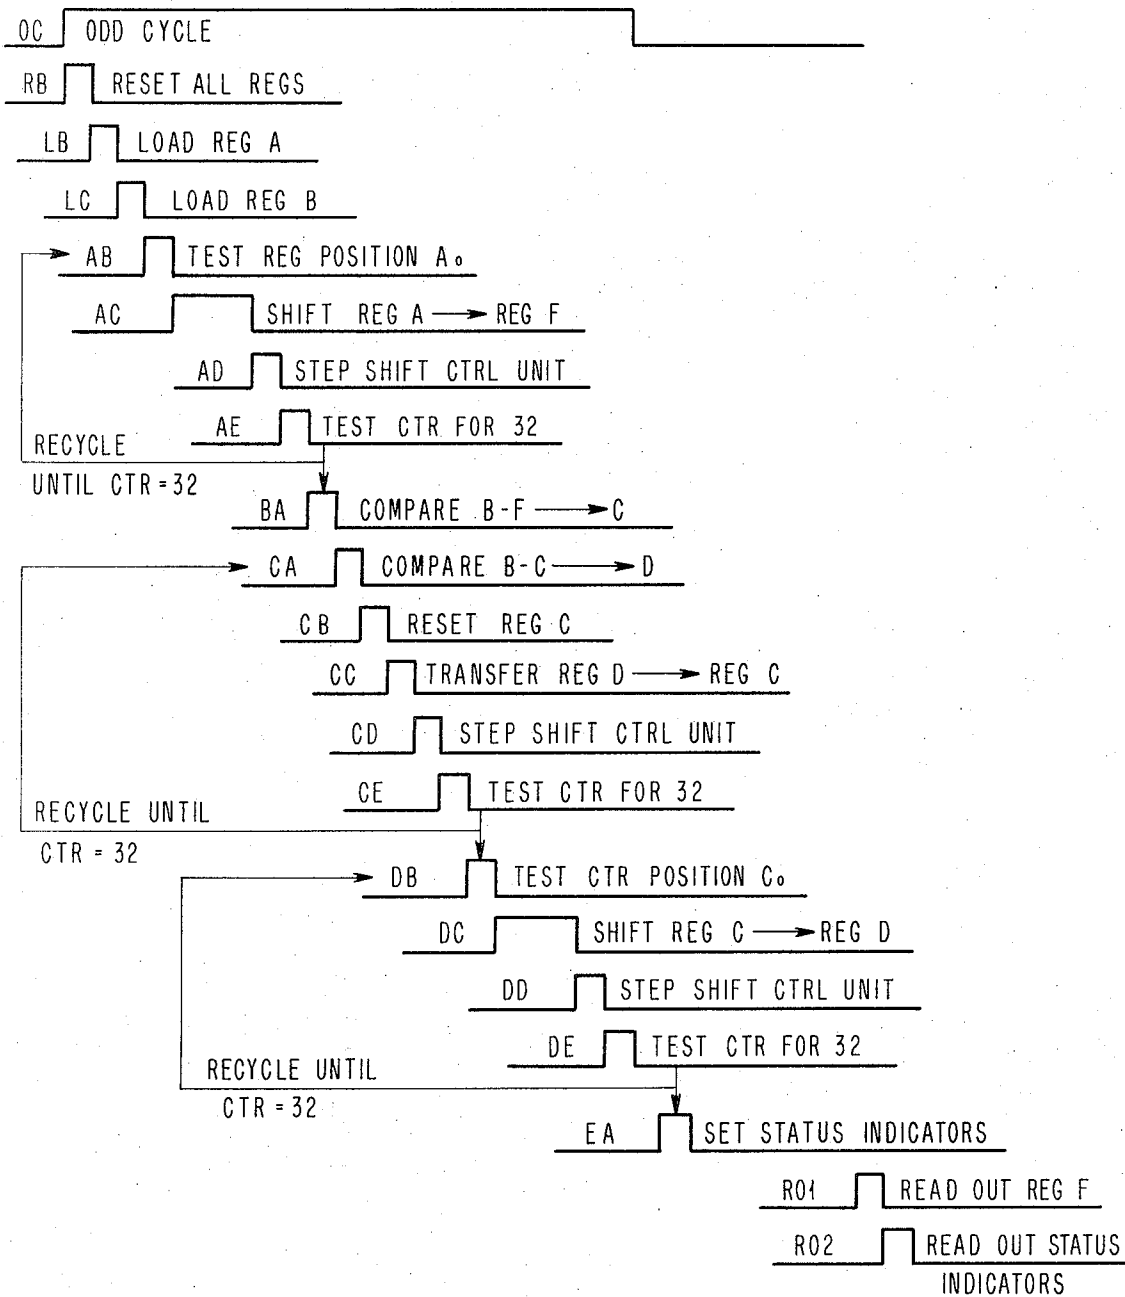 OC ODD CYCLE
RB RESET ALL REGS
LB LOAD REG A
LC LOAD REG B
AB TEST REG POSITION A₀
AC SHIFT REG A → REG F
AD STEP SHIFT CTRL UNIT
AE TEST CTR FOR 32
RECYCLE
UNTIL CTR = 32
BA COMPARE B-F → C
CA COMPARE B-C → D
CB RESET REG C
CC TRANSFER REG D → REG C
CD STEP SHIFT CTRL UNIT
CE TEST CTR FOR 32
RECYCLE UNTIL
CTR = 32
DB TEST CTR POSITION C₀
DC SHIFT REG C → REG D
DD STEP SHIFT CTRL UNIT
DE TEST CTR FOR 32
RECYCLE UNTIL
CTR = 32
EA SET STATUS INDICATORS
R01 READ OUT REG F
R02 READ OUT STATUS
INDICATORS